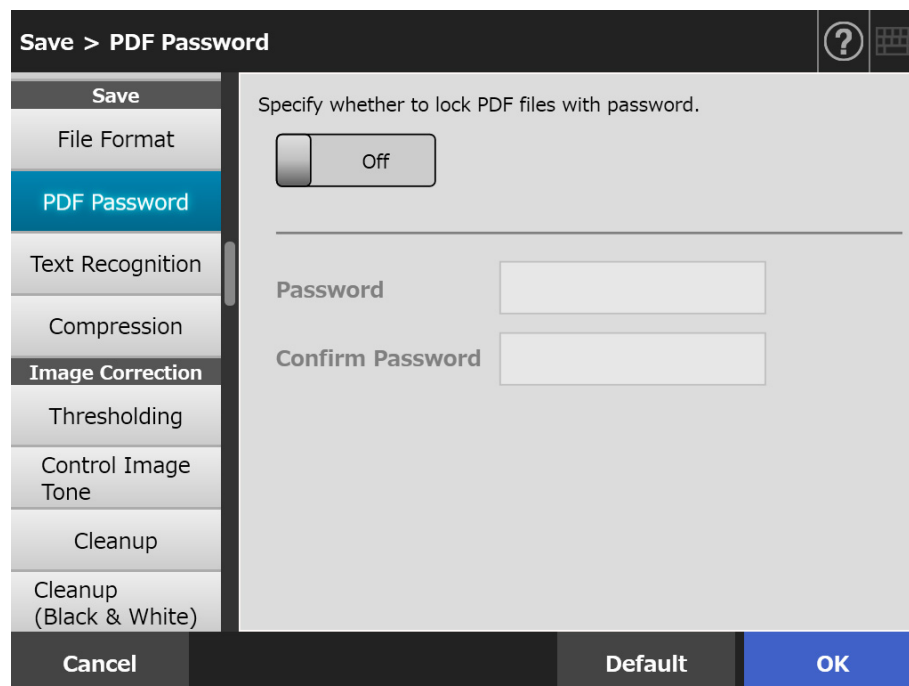 Save > PDF Password
?
Save
File Format
PDF Password
Text Recognition
Compression
Image Correction
Thresholding
Control Image
Tone
Cleanup
Cleanup
(Black & White)
Specify whether to lock PDF files with password.
Off
Password
Confirm Password
Cancel
Default
OK